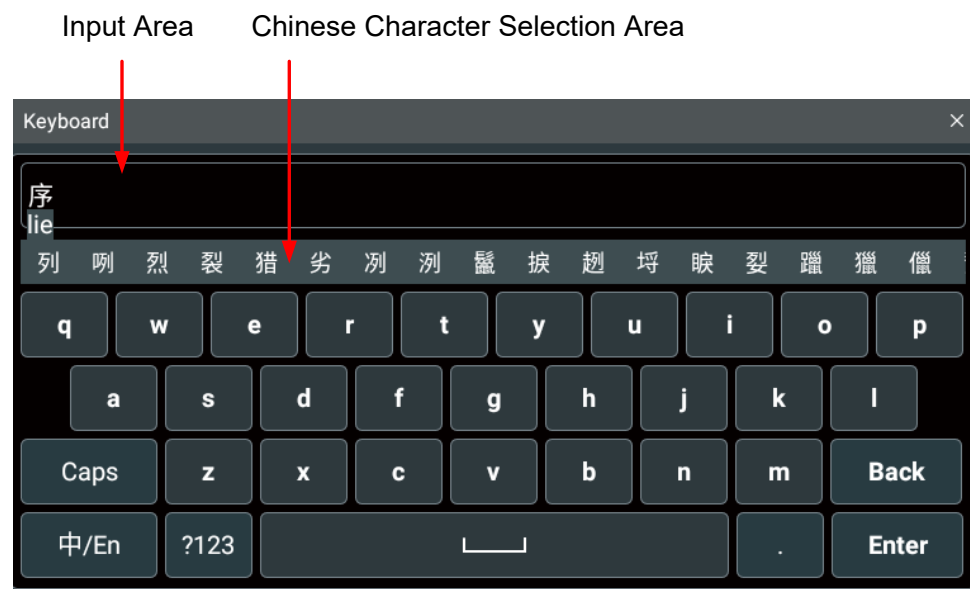 Input Area Chinese Character Selection Area
Keyboard ×
序
lie
列 咧 烈 裂 猎 劣 冽 洌 鬣 捩 趔 埒 睙 姴 躐 獵 儠
q w e r t y u i o p
a s d f g h j k l
Caps z x c v b n m Back
中/En ?123 . Enter